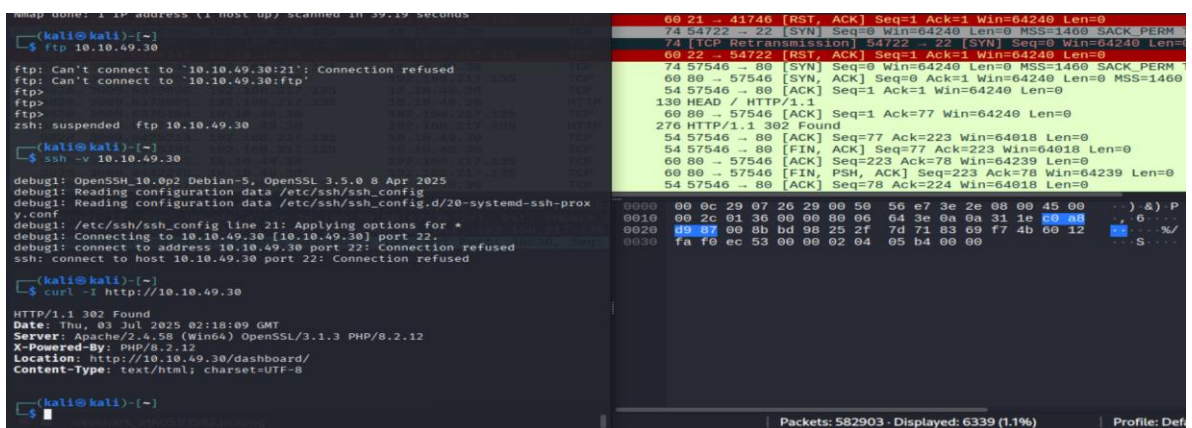 Nmap done: 1 IP address (1 host up) scanned in 39.19 seconds
(kali㉿kali)-[~]
$ ftp 10.10.49.30
ftp: Can't connect to `10.10.49.30:21': Connection refused
ftp: Can't connect to `10.10.49.30:ftp'
ftp>
ftp>
zsh: suspended  ftp 10.10.49.30
(kali㉿kali)-[~]
$ ssh -v 10.10.49.30
debug1: OpenSSH_10.0p2 Debian-5, OpenSSL 3.5.0 8 Apr 2025
debug1: Reading configuration data /etc/ssh/ssh_config
debug1: Reading configuration data /etc/ssh/ssh_config.d/20-systemd-ssh-prox
y.conf
debug1: /etc/ssh/ssh_config line 21: Applying options for *
debug1: Connecting to 10.10.49.30 [10.10.49.30] port 22.
debug1: connect to address 10.10.49.30 port 22: Connection refused
ssh: connect to host 10.10.49.30 port 22: Connection refused
(kali㉿kali)-[~]
$ curl -I http://10.10.49.30
HTTP/1.1 302 Found
Date: Thu, 03 Jul 2025 02:18:09 GMT
Server: Apache/2.4.58 (Win64) OpenSSL/3.1.3 PHP/8.2.12
X-Powered-By: PHP/8.2.12
Location: http://10.10.49.30/dashboard/
Content-Type: text/html; charset=UTF-8
(kali㉿kali)-[~]
$
60 21 → 41746 [RST, ACK] Seq=1 Ack=1 Win=64240 Len=0
74 54722 → 22 [SYN] Seq=0 Win=64240 Len=0 MSS=1460 SACK_PERM
74 [TCP Retransmission] 54722 → 22 [SYN] Seq=0 Win=64240
60 22 → 54722 [RST, ACK] Seq=1 Ack=1 Win=64240 Len=0
74 57546 → 80 [SYN] Seq=0 Win=64240 Len=0 MSS=1460 SACK_PERM
60 80 → 57546 [SYN, ACK] Seq=0 Ack=1 Win=64240 Len=0 MSS=1460
54 57546 → 80 [ACK] Seq=1 Ack=1 Win=64240 Len=0
130 HEAD / HTTP/1.1
60 80 → 57546 [ACK] Seq=1 Ack=77 Win=64240 Len=0
276 HTTP/1.1 302 Found
54 57546 → 80 [ACK] Seq=77 Ack=223 Win=64018 Len=0
54 57546 → 80 [FIN, ACK] Seq=77 Ack=223 Win=64018 Len=0
60 80 → 57546 [ACK] Seq=223 Ack=78 Win=64239 Len=0
60 80 → 57546 [FIN, PSH, ACK] Seq=223 Ack=78 Win=64239 Len=0
54 57546 → 80 [ACK] Seq=78 Ack=224 Win=64018 Len=0
0000 00 0c 29 07 26 29 00 50 56 e7 3e 2e 08 00 45 00 ··)·&)·P
0010 00 2c 01 36 00 00 80 06 64 3e 0a 0a 31 1e c0 a8 ·,·6····
0020 d9 87 00 8b bd 98 25 2f 7d 71 83 69 f7 4b 60 12 ······%/
0030 fa f0 ec 53 00 00 02 04 05 b4 00 00 ···S····
Packets: 582903 · Displayed: 6339 (1.1%)
Profile: